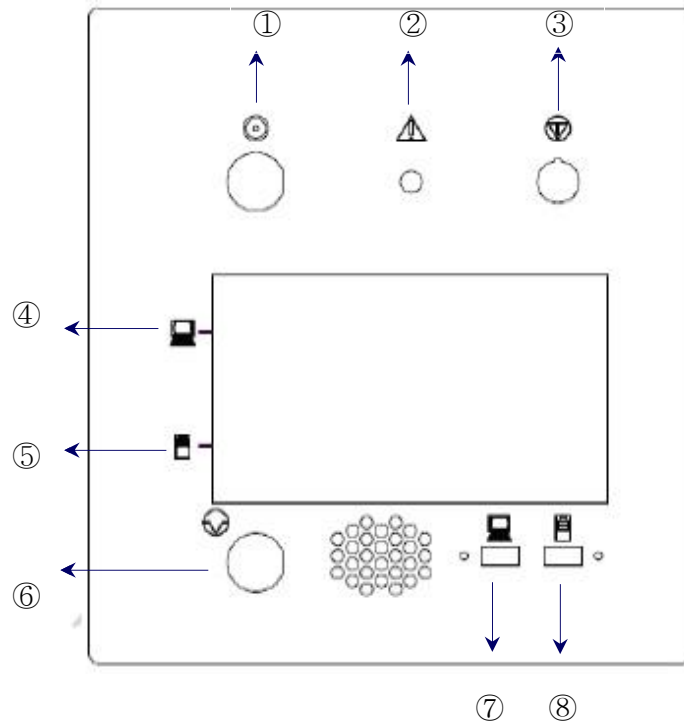 ① ② ③
④
⑤
⑥
⑦ ⑧